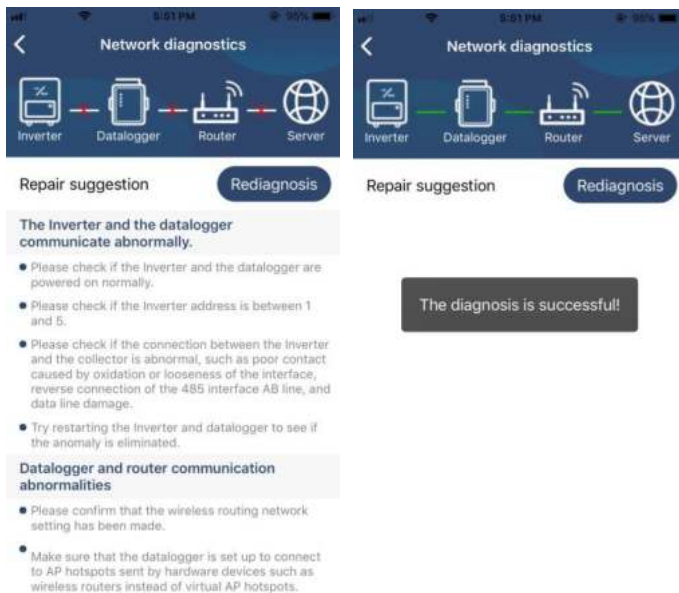 5:51 PM
95%
Network diagnostics
Inverter
Datalogger
Router
Server
Repair suggestion
Rediagnosis
The Inverter and the datalogger
communicate abnormally.
Please check if the Inverter and the datalogger are
powered on normally.
Please check if the Inverter address is between 1
and 5.
Please check if the connection between the Inverter
and the collector is abnormal, such as poor contact
caused by oxidation or looseness of the interface,
reverse connection of the 485 interface AB line, and
data line damage.
Try restarting the Inverter and datalogger to see if
the anomaly is eliminated.
Datalogger and router communication
abnormalities
Please confirm that the wireless routing network
setting has been made.
Make sure that the datalogger is set up to connect
to AP hotspots sent by hardware devices such as
wireless routers instead of virtual AP hotspots.
5:51 PM
95%
Network diagnostics
Inverter
Datalogger
Router
Server
Repair suggestion
Rediagnosis
The diagnosis is successful!